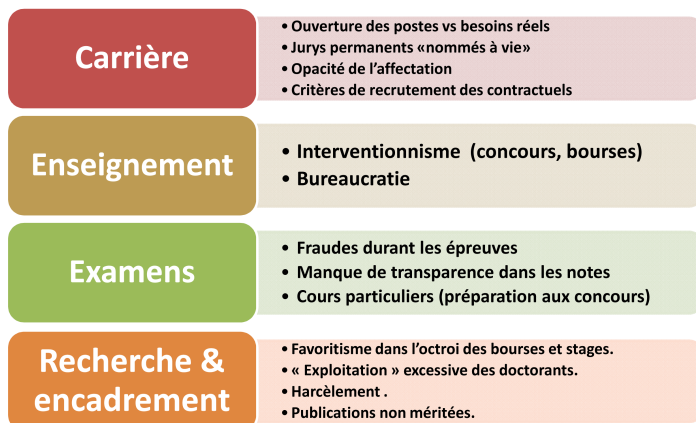 Carrière
• Ouverture des postes vs besoins réels
• Jurys permanents «nommés à vie»
• Opacité de l’affectation
• Critères de recrutement des contractuels
Enseignement
• Interventionnisme (concours, bourses)
• Bureaucratie
Examens
• Fraudes durant les épreuves
• Manque de transparence dans les notes
• Cours particuliers (préparation aux concours)
Recherche &
encadrement
• Favoritisme dans l’octroi des bourses et stages.
• « Exploitation » excessive des doctorants.
• Harcèlement .
• Publications non méritées.